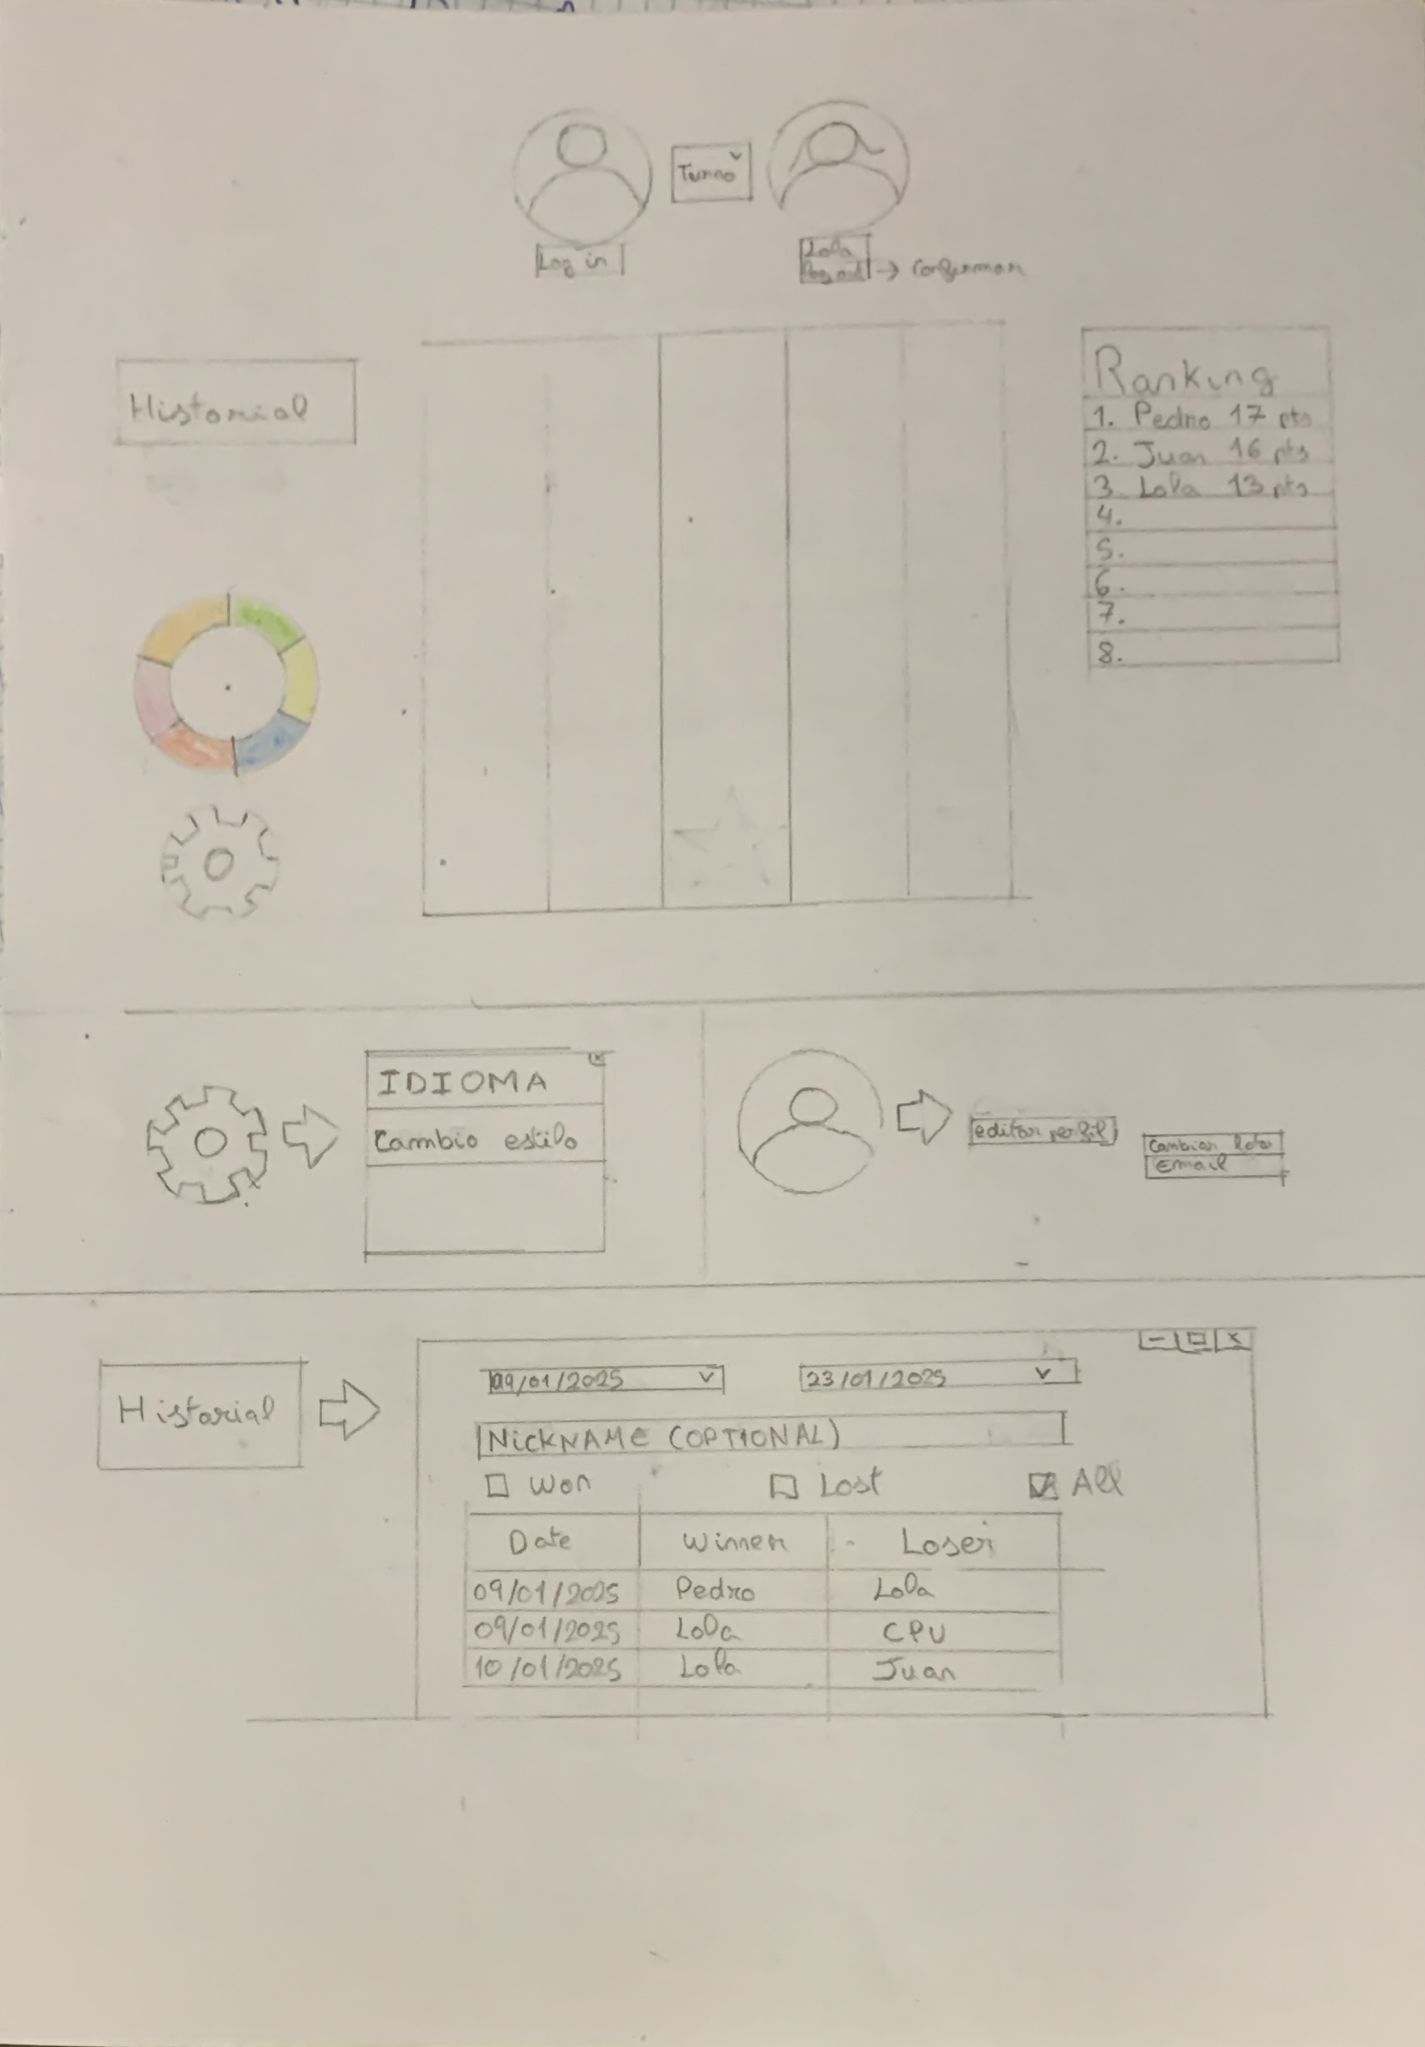 Turno
Log in
Lola
Log out → confirmar
Historial
Ranking
1. Pedro 17 pts
2. Juan 16 pts
3. Lola 13 pts
4.
5.
6.
7.
8.
IDIOMA
Cambio estilo
editar perfil
Cambiar foto
Email
Historial
09/01/2025
23/01/2025
NICKNAME (OPTIONAL)
Won Lost All
Date Winner Loser
09/01/2025 Pedro Lola
09/01/2025 Lola CPU
10/01/2025 Lola Juan